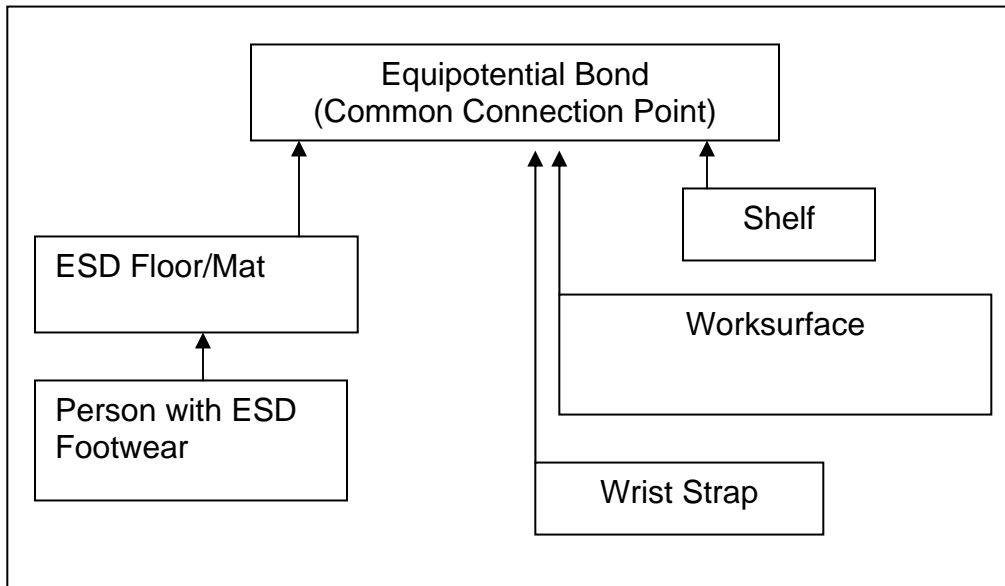 Equipotential Bond
(Common Connection Point)
Shelf
ESD Floor/Mat
Worksurface
Person with ESD
Footwear
Wrist Strap